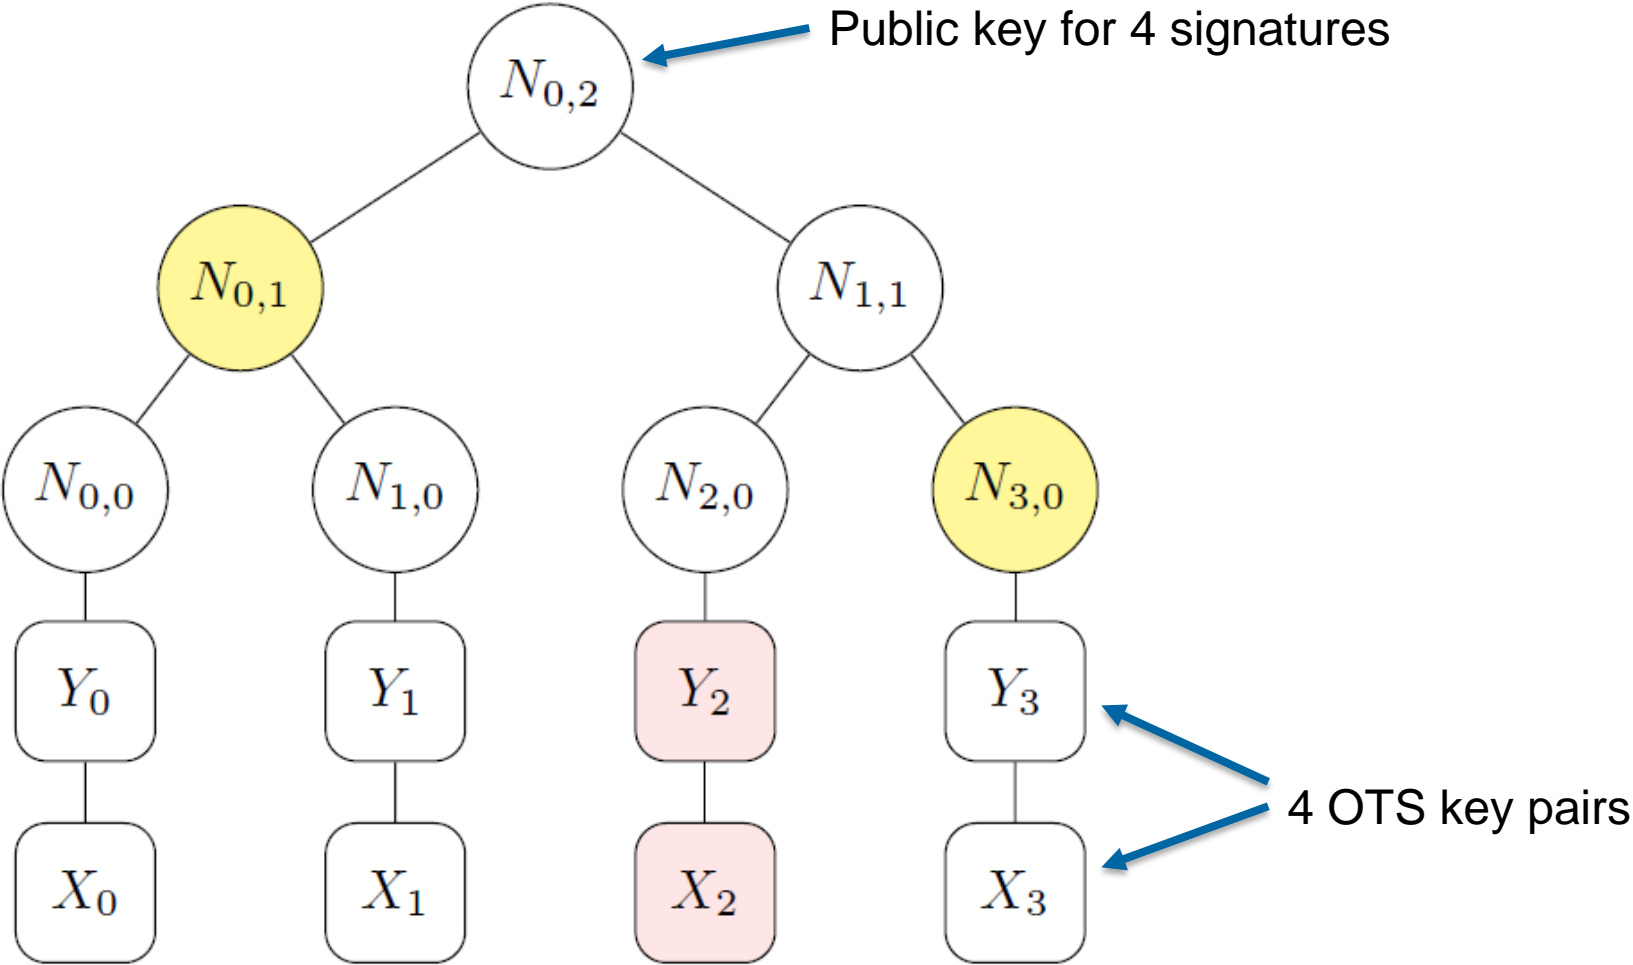 Public key for 4 signatures
N0,2
N0,1
N1,1
N0,0
N1,0
N2,0
N3,0
Y0
Y1
Y2
Y3
4 OTS key pairs
X0
X1
X2
X3